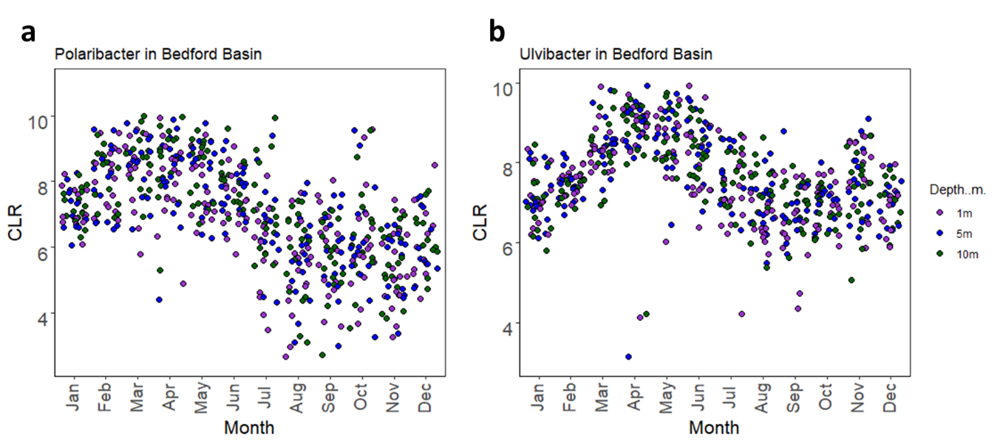 a
b
Polaribacter in Bedford Basin
Ulvibacter in Bedford Basin
CLR
10
8
6
4
Jan
Feb
Mar
Apr
May
Jun
Jul
Aug
Sep
Oct
Nov
Dec
Month
CLR
10
8
6
4
Jan
Feb
Mar
Apr
May
Jun
Jul
Aug
Sep
Oct
Nov
Dec
Month
Depth..m.
1m
5m
10m